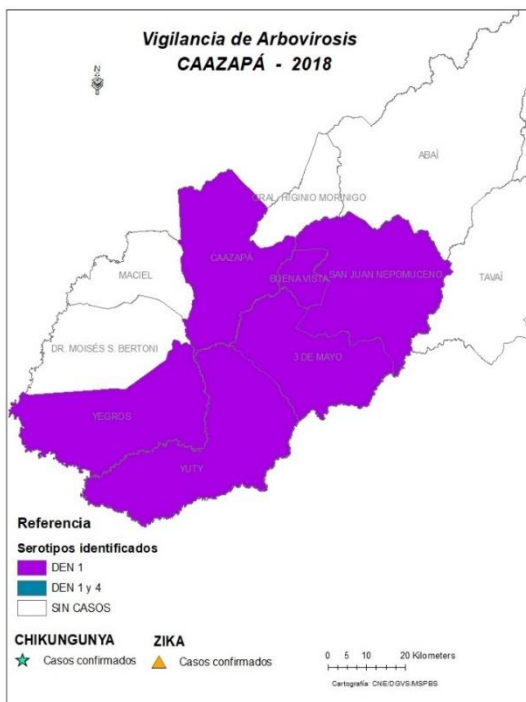 Vigilancia de Arbovirosis
CAAZAPÁ - 2018
N
ABAÍ
GRAL. HIGINIO MORINIGO
CAAZAPÁ
MACIEL
BUENA VISTA
SAN JUAN NEPOMUCENO
TAVAÍ
DR. MOISÉS S. BERTONI
3 DE MAYO
YEGROS
YUTY
Referencia
Serotipos identificados
DEN 1
DEN 1 y 4
SIN CASOS
CHIKUNGUNYA ZIKA
Casos confirmados Casos confirmados
0 5 10 20 Kilometers
Cartografía: CNE/DGVS/MSPBS